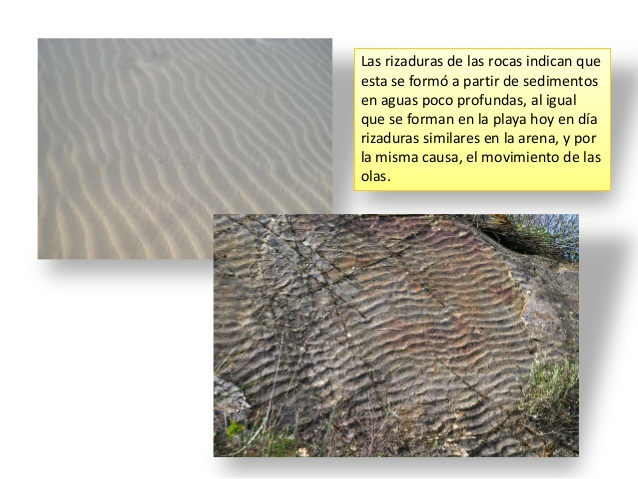 Las rizaduras de las rocas indican que
esta se formó a partir de sedimentos
en aguas poco profundas, al igual
que se forman en la playa hoy en día
rizaduras similares en la arena, y por
la misma causa, el movimiento de las
olas.